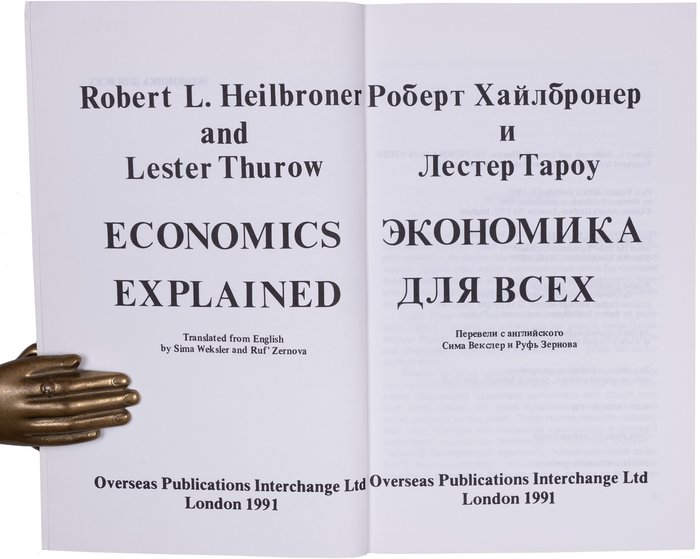 Robert L. Heilbroner
and
Lester Thurow
ECONOMICS
EXPLAINED
Translated from English
by Sima Weksler and Ruf' Zernova
Overseas Publications Interchange Ltd
London 1991
Роберт Хайлбронер
и
Лестер Тароу
ЭКОНОМИКА
ДЛЯ ВСЕХ
Перевели с английского
Сима Векслер и Руфь Зернова
Overseas Publications Interchange Ltd
London 1991